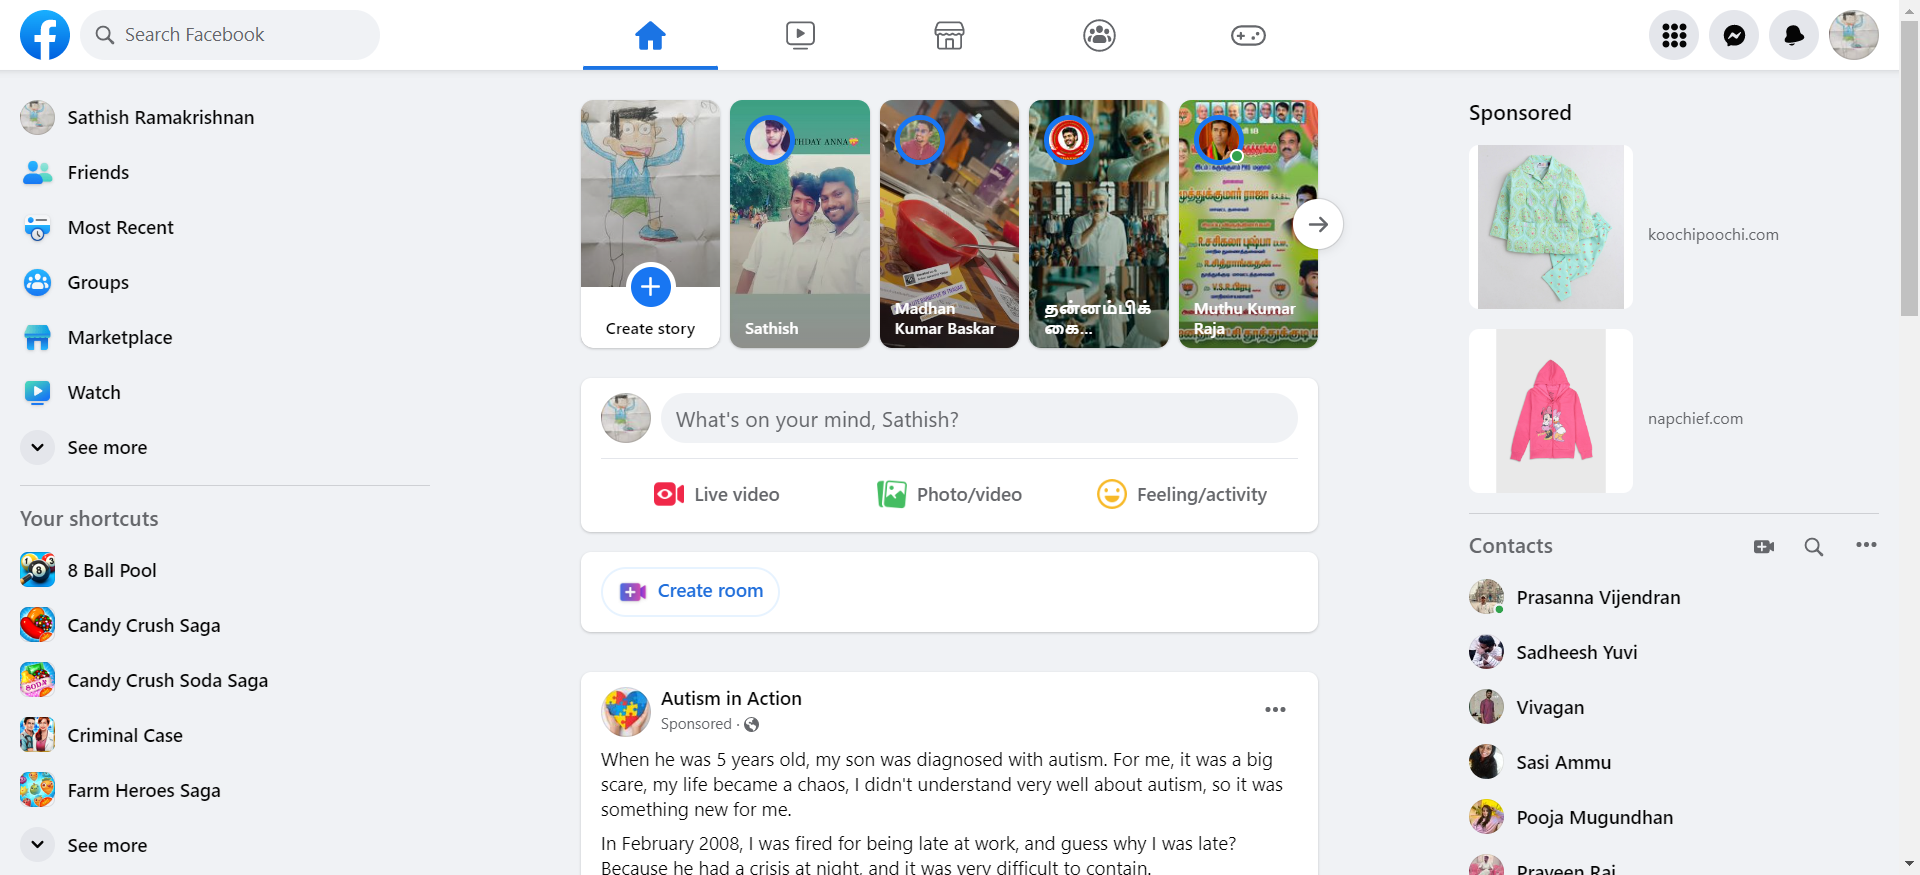 Search Facebook
Sathish Ramakrishnan
Friends
Most Recent
Groups
Marketplace
Watch
See more
Your shortcuts
8 Ball Pool
Candy Crush Saga
Candy Crush Soda Saga
Criminal Case
Farm Heroes Saga
See more
Create story
THDAY ANNA
Sathish
Madhan
Kumar Baskar
தன்னம்பிக்
கை...
Muthu Kumar
Raja
What's on your mind, Sathish?
Live video
Photo/video
Feeling/activity
Create room
Autism in Action
Sponsored ·
When he was 5 years old, my son was diagnosed with autism. For me, it was a big
scare, my life became a chaos, I didn't understand very well about autism, so it was
something new for me.
In February 2008, I was fired for being late at work, and guess why I was late?
Because he had a crisis at night, and it was very difficult to contain.
Sponsored
koochipoochi.com
napchief.com
Contacts
Prasanna Vijendran
Sadheesh Yuvi
Vivagan
Sasi Ammu
Pooja Mugundhan
Praveen Raj